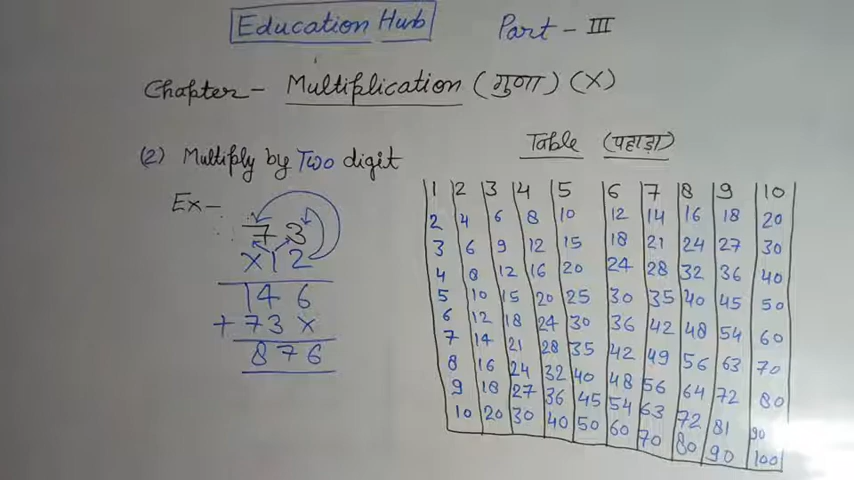 Education Hub Part - III
Chapter - Multiplication (गुणा) (X)
(2) Multiply by Two digit
Ex-
73
X12
146
+ 73X
876
Table (पहाड़ा)
1 2 3 4 5 6 7 8 9 10
2 4 6 8 10 12 14 16 18 20
3 6 9 12 15 18 21 24 27 30
4 8 12 16 20 24 28 32 36 40
5 10 15 20 25 30 35 40 45 50
6 12 18 24 30 36 42 48 54 60
7 14 21 28 35 42 49 56 63 70
8 16 24 32 40 48 56 64 72 80
9 18 27 36 45 54 63 72 81 90
10 20 30 40 50 60 70 80 90 100